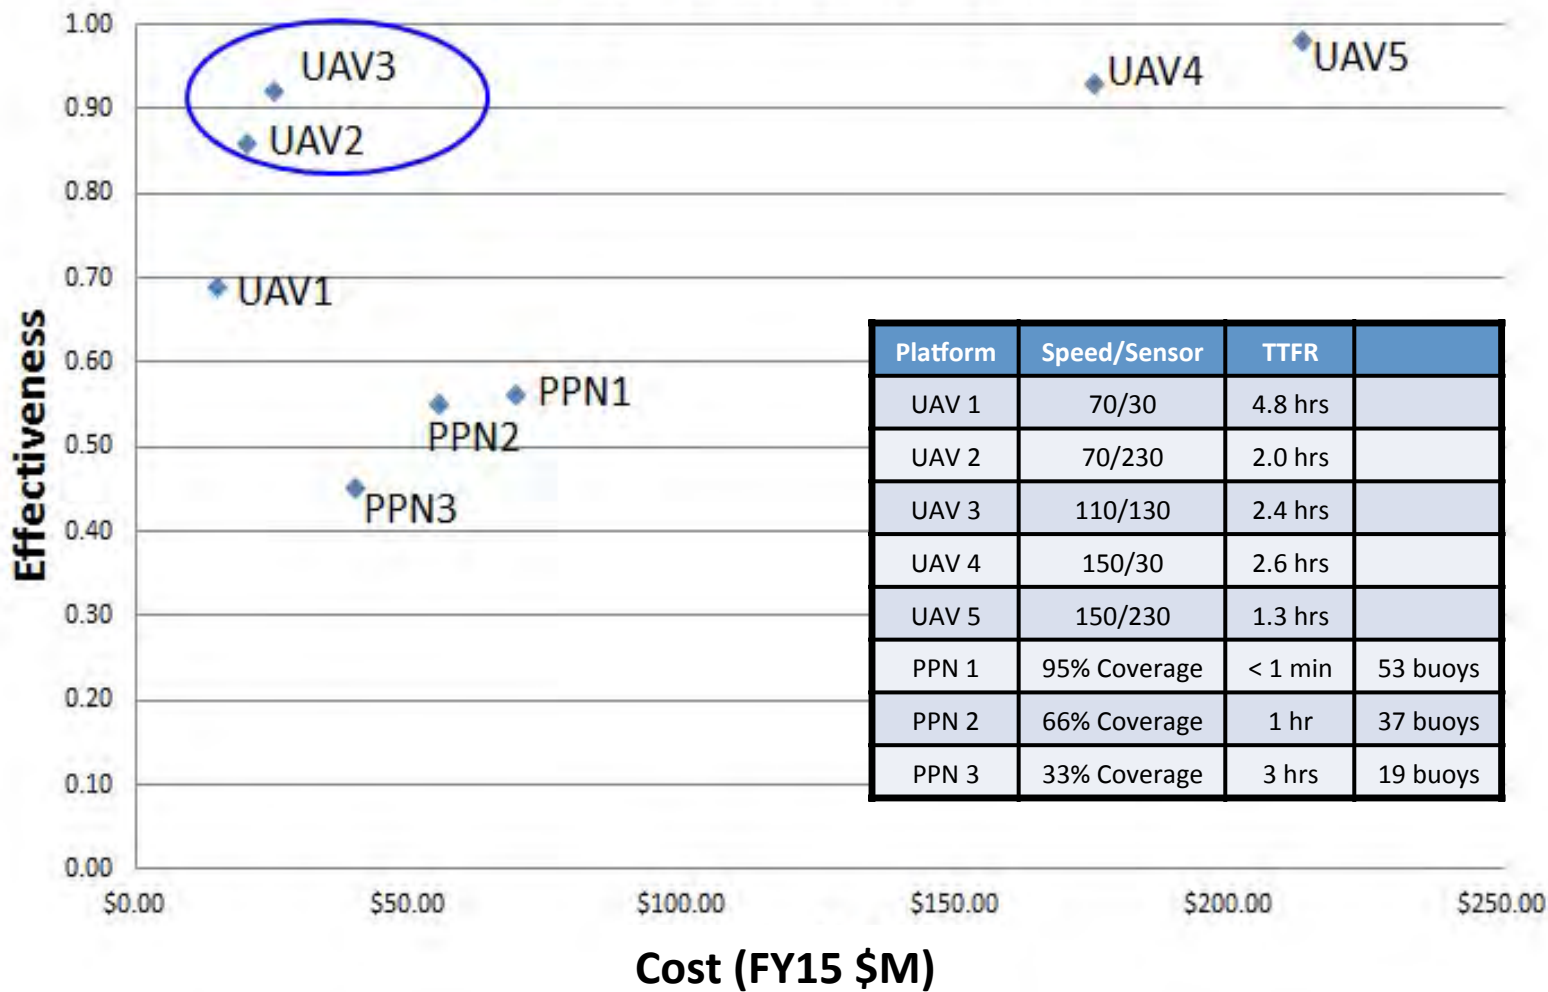 1.00
0.90
0.80
0.70
0.60
0.50
0.40
0.30
0.20
0.10
0.00
Effectiveness
UAV3
UAV2
UAV4
UAV5
UAV1
PPN1
PPN2
PPN3
Platform Speed/Sensor TTFR
UAV 1 70/30 4.8 hrs
UAV 2 70/230 2.0 hrs
UAV 3 110/130 2.4 hrs
UAV 4 150/30 2.6 hrs
UAV 5 150/230 1.3 hrs
PPN 1 95% Coverage < 1 min 53 buoys
PPN 2 66% Coverage 1 hr 37 buoys
PPN 3 33% Coverage 3 hrs 19 buoys
$0.00 $50.00 $100.00 $150.00 $200.00 $250.00
Cost (FY15 $M)